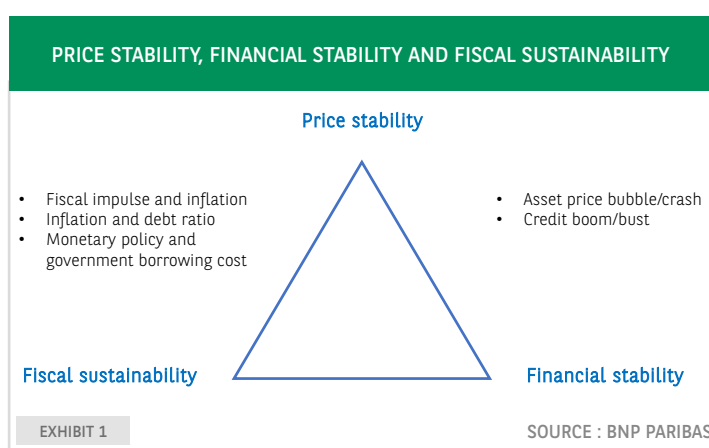 PRICE STABILITY, FINANCIAL STABILITY AND FISCAL SUSTAINABILITY
Price stability
• Fiscal impulse and inflation
• Inflation and debt ratio
• Monetary policy and
government borrowing cost
• Asset price bubble/crash
• Credit boom/bust
Fiscal sustainability
Financial stability
EXHIBIT 1
SOURCE : BNP PARIBAS